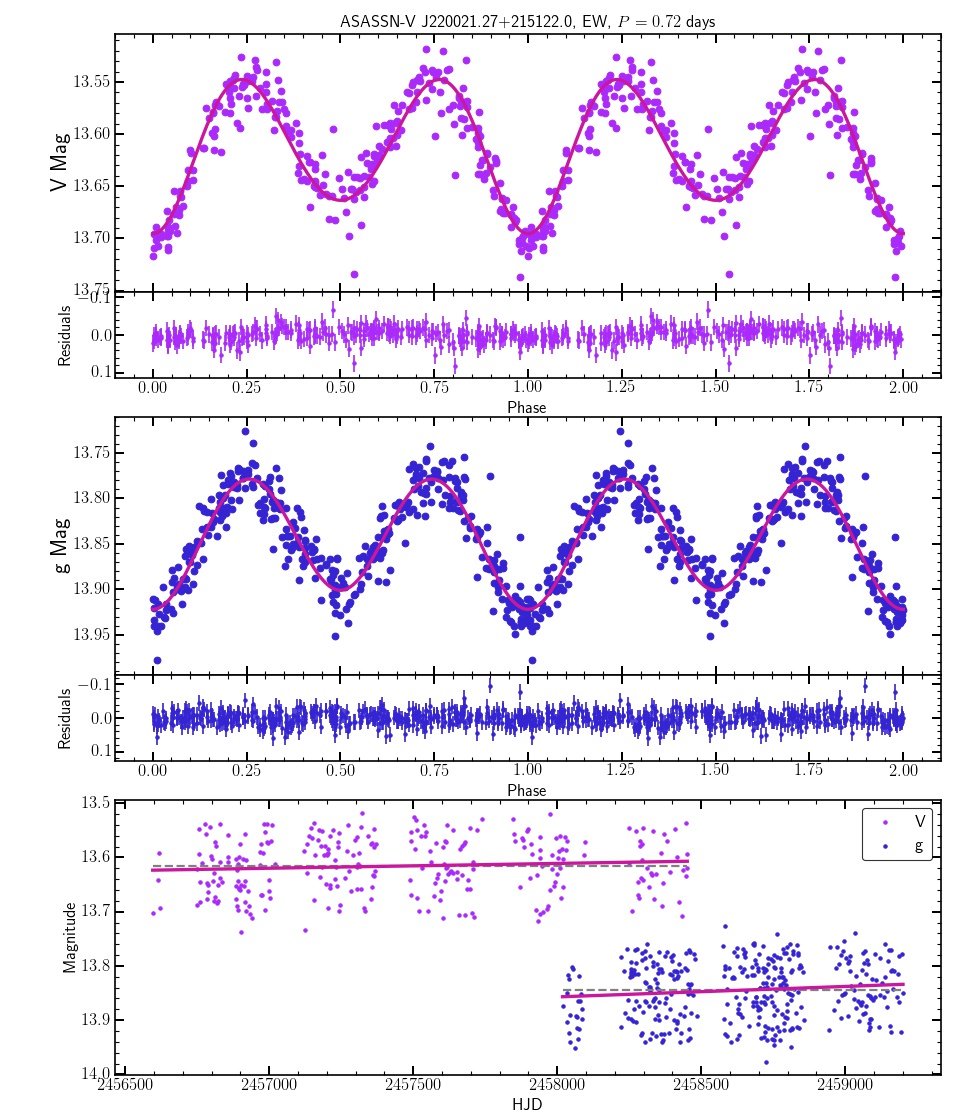 ASASSN-V J220021.27+215122.0, EW, P = 0.72 days
V Mag
13.55
13.60
13.65
13.70
13.75
Residuals
−0.1
0.0
0.1
0.00 0.25 0.50 0.75 1.00 1.25 1.50 1.75 2.00
Phase
g Mag
13.75
13.80
13.85
13.90
13.95
Residuals
−0.1
0.0
0.1
0.00 0.25 0.50 0.75 1.00 1.25 1.50 1.75 2.00
Phase
Magnitude
13.5
13.6
13.7
13.8
13.9
14.0
V
g
2456500 2457000 2457500 2458000 2458500 2459000
HJD